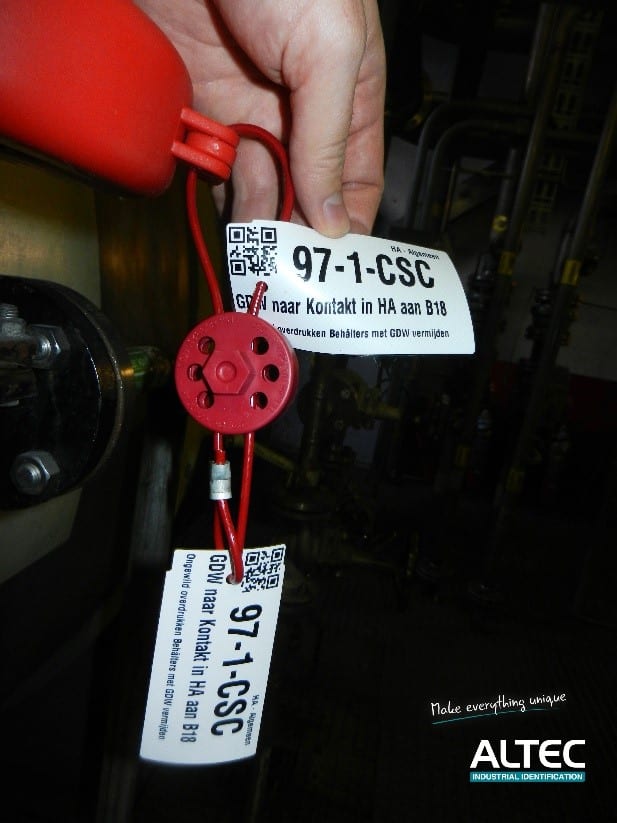 HA - Algemeen
97-1-CSC
GDW naar Kontakt in HA aan B18
overdrukken Behälters met GDW vermijden
HA - Algemeen
97-1-CSC
GDW naar Kontakt in HA aan B18
Ongewild overdrukken Behälters met GDW vermijden
Make everything unique
ALTEC
INDUSTRIAL IDENTIFICATION